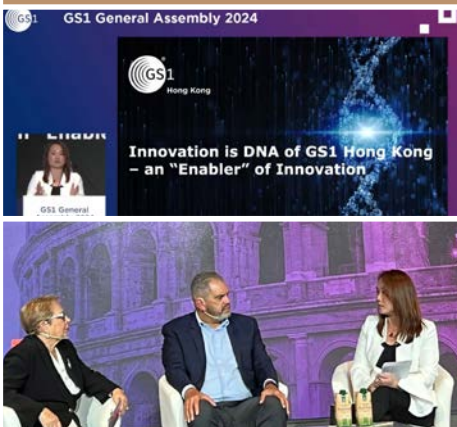 GS1
GS1 General Assembly 2024
GS1
Hong Kong
Innovation is DNA of GS1 Hong Kong
– an "Enabler" of Innovation
GS1 General